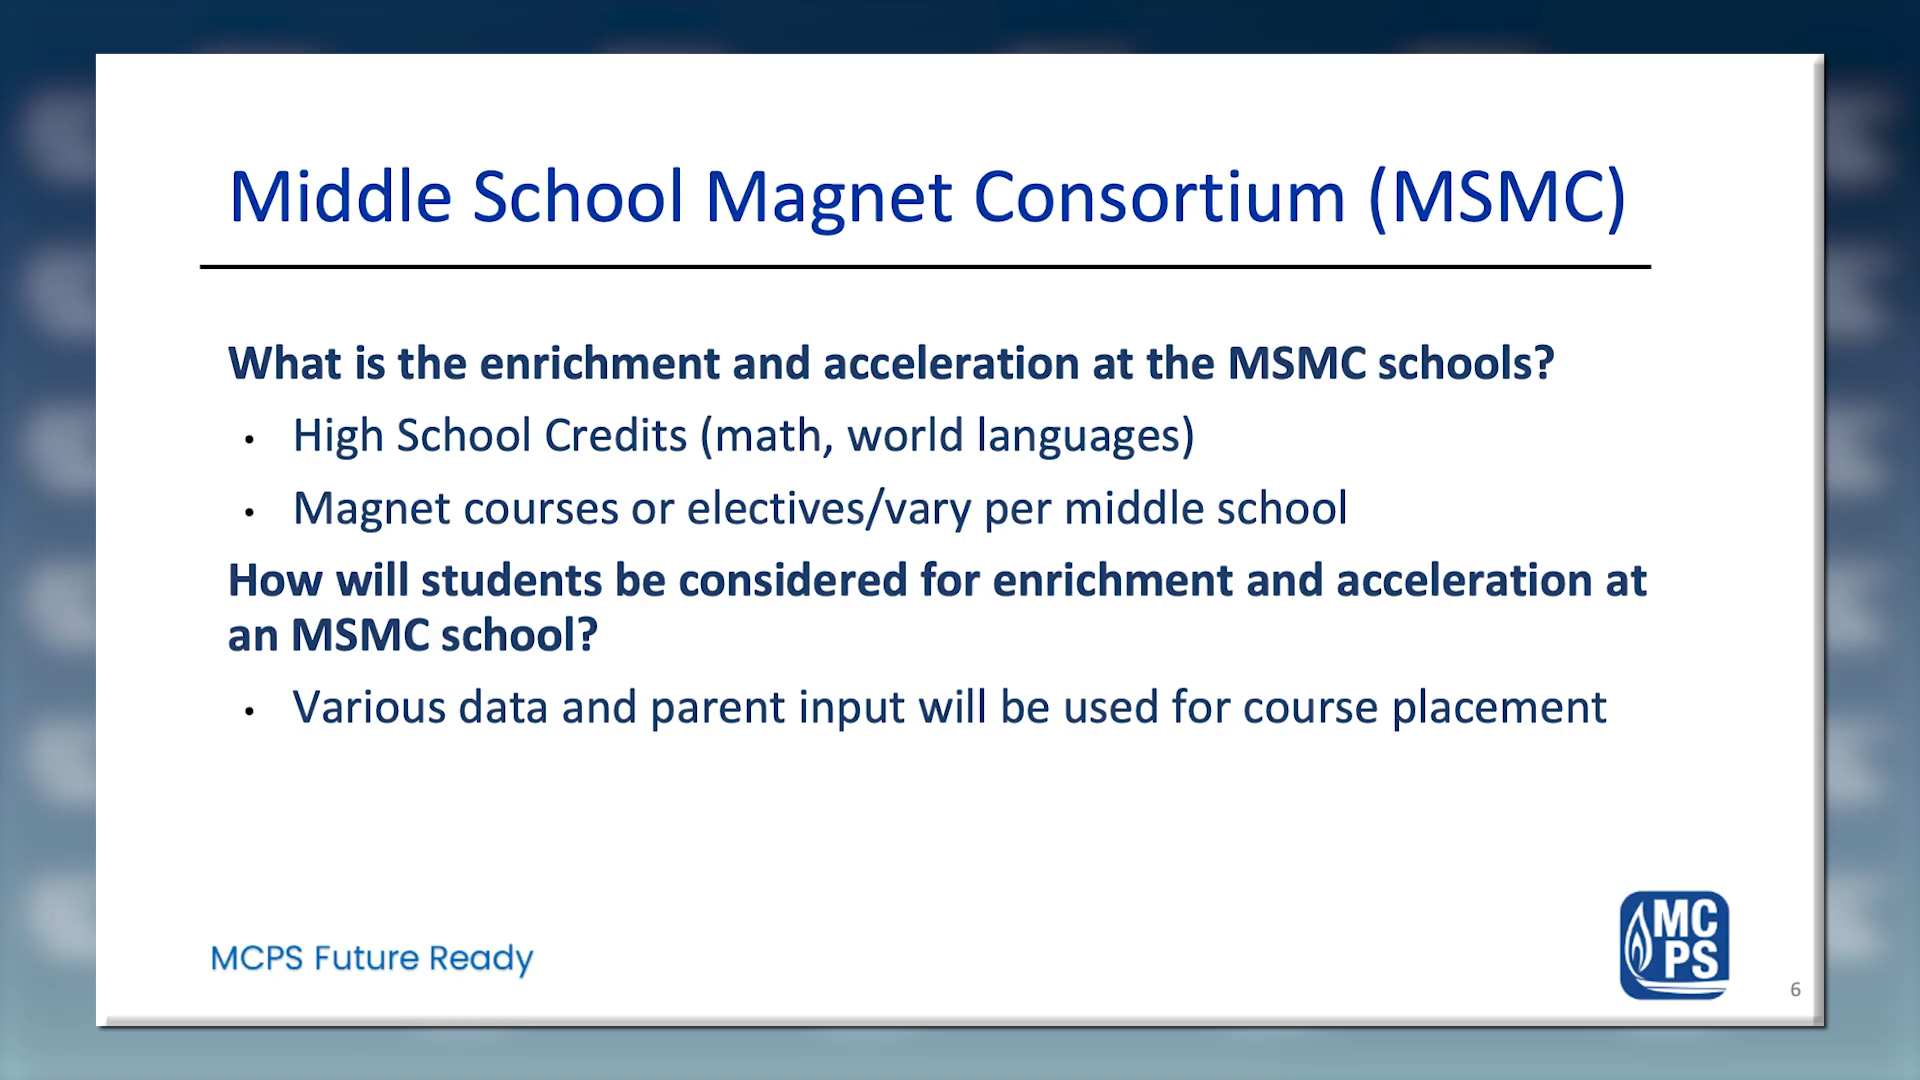 Middle School Magnet Consortium (MSMC)
What is the enrichment and acceleration at the MSMC schools?
• High School Credits (math, world languages)
• Magnet courses or electives/vary per middle school
How will students be considered for enrichment and acceleration at
an MSMC school?
• Various data and parent input will be used for course placement
MCPS Future Ready
MC
PS
6